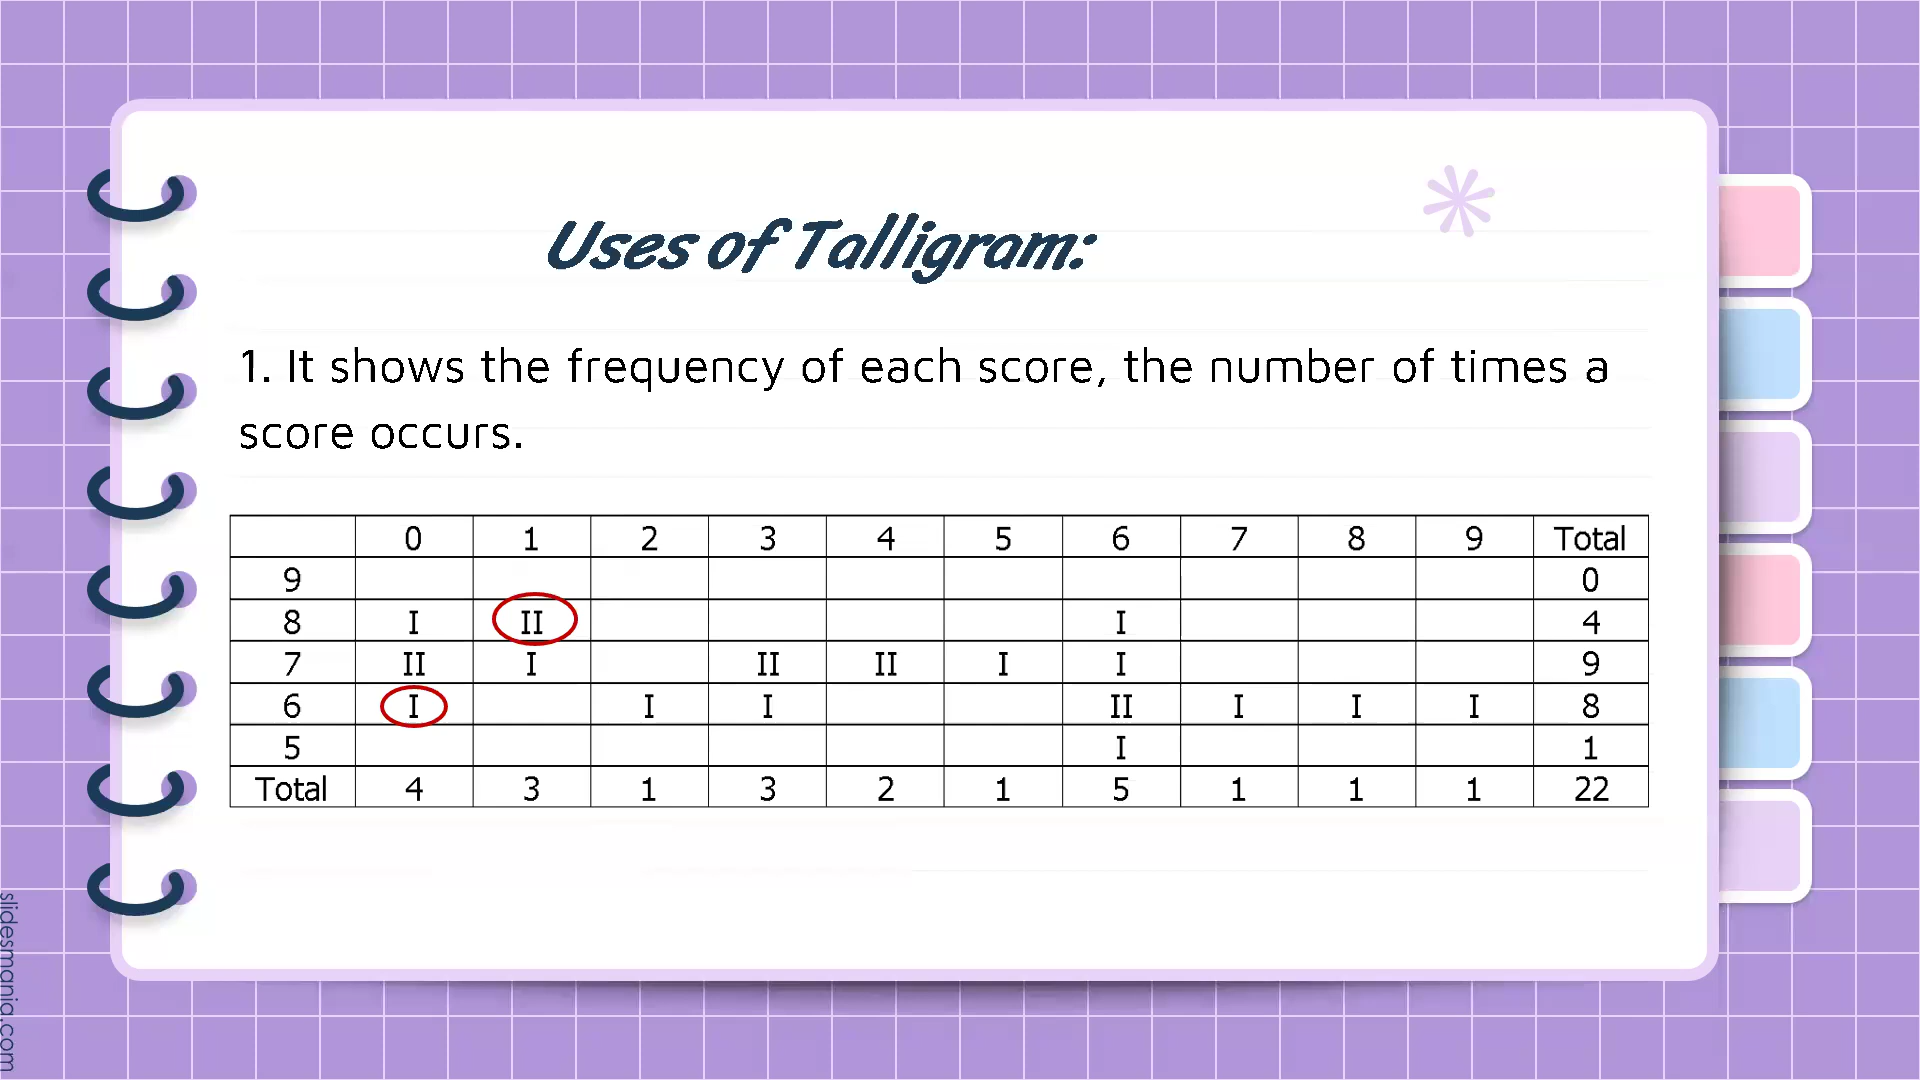 Uses of Talligram:
1. It shows the frequency of each score, the number of times a
score occurs.
0 1 2 3 4 5 6 7 8 9 Total
9 0
8 I II I 4
7 II I II II I I 9
6 I I I II I I I 8
5 I 1
Total 4 3 1 3 2 1 5 1 1 1 22
slidesmania.com